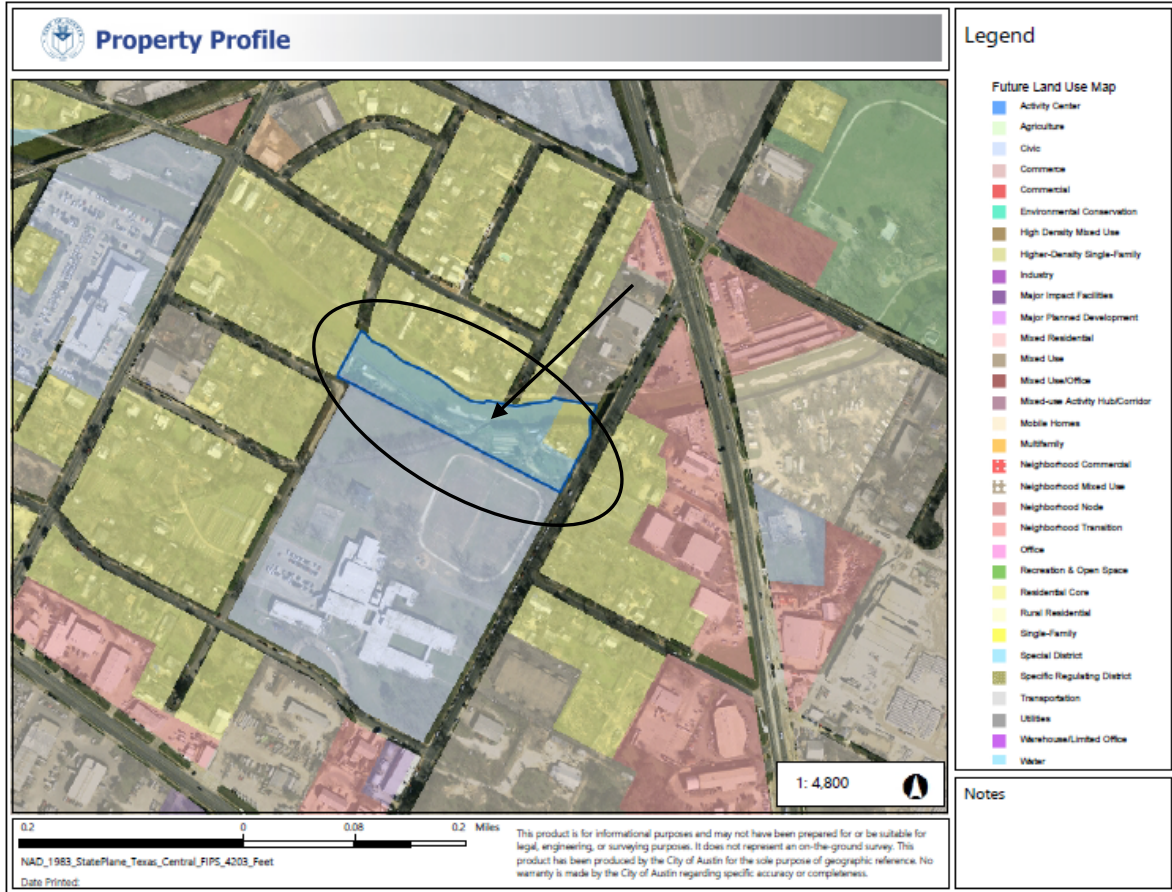 CITY OF AUSTIN
Property Profile
Legend
Future Land Use Map
Activity Center
Agriculture
Civic
Commerce
Commercial
Environmental Conservation
High Density Mixed Use
Higher-Density Single-Family
Industry
Major Impact Facilities
Major Planned Development
Mixed Residential
Mixed Use
Mixed Use/Office
Mixed-use Activity Hub/Corridor
Mobile Homes
Multifamily
Neighborhood Commercial
Neighborhood Mixed Use
Neighborhood Node
Neighborhood Transition
Office
Recreation & Open Space
Residential Core
Rural Residential
Single-Family
Special District
Specific Regulating District
Transportation
Utilities
Warehouse/Limited Office
Water
1: 4,800
Notes
0.2 0 0.08 0.2 Miles
NAD_1983_StatePlane_Texas_Central_FIPS_4203_Feet
Date Printed:
This product is for informational purposes and may not have been prepared for or be suitable for
legal, engineering, or surveying purposes. It does not represent an on-the-ground survey. This
product has been produced by the City of Austin for the sole purpose of geographic reference. No
warranty is made by the City of Austin regarding specific accuracy or completeness.